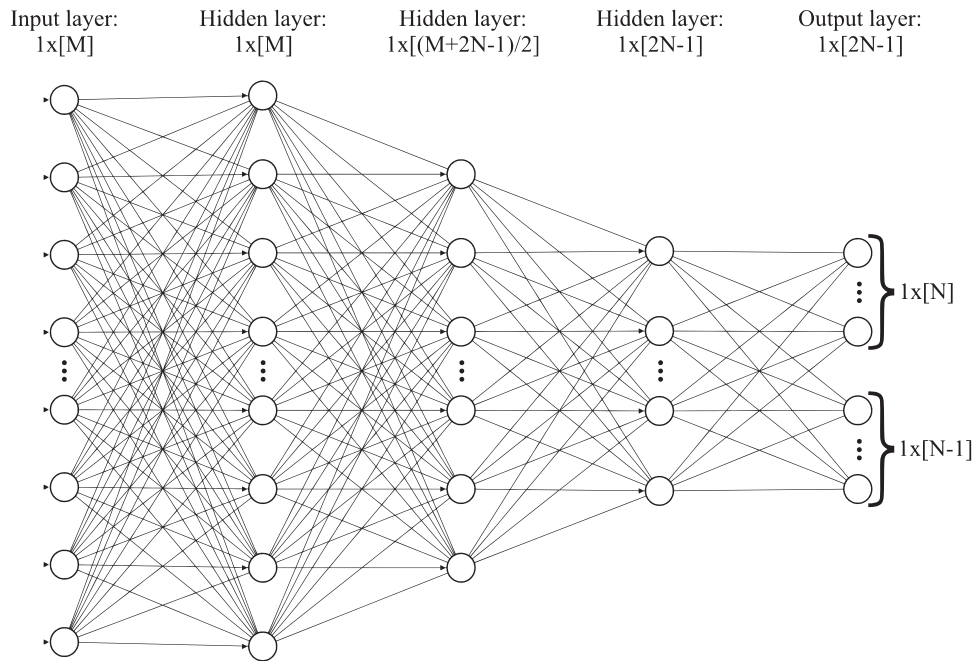 Input layer:
1x[M]
Hidden layer:
1x[M]
Hidden layer:
1x[(M+2N-1)/2]
Hidden layer:
1x[2N-1]
Output layer:
1x[2N-1]
1x[N]
1x[N-1]